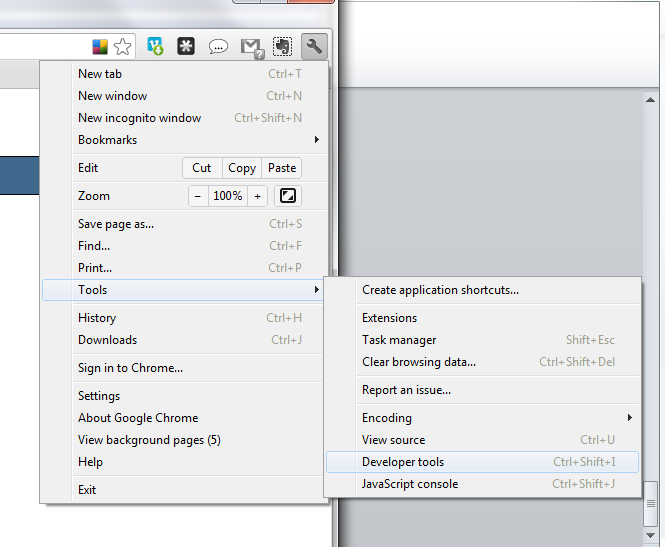 New tab Ctrl+T
New window Ctrl+N
New incognito window Ctrl+Shift+N
Bookmarks
Edit Cut Copy Paste
Zoom − 100% +
Save page as... Ctrl+S
Find... Ctrl+F
Print... Ctrl+P
Tools
History Ctrl+H
Downloads Ctrl+J
Sign in to Chrome...
Settings
About Google Chrome
View background pages (5)
Help
Exit
Create application shortcuts...
Extensions
Task manager Shift+Esc
Clear browsing data... Ctrl+Shift+Del
Report an issue...
Encoding
View source Ctrl+U
Developer tools Ctrl+Shift+I
JavaScript console Ctrl+Shift+J